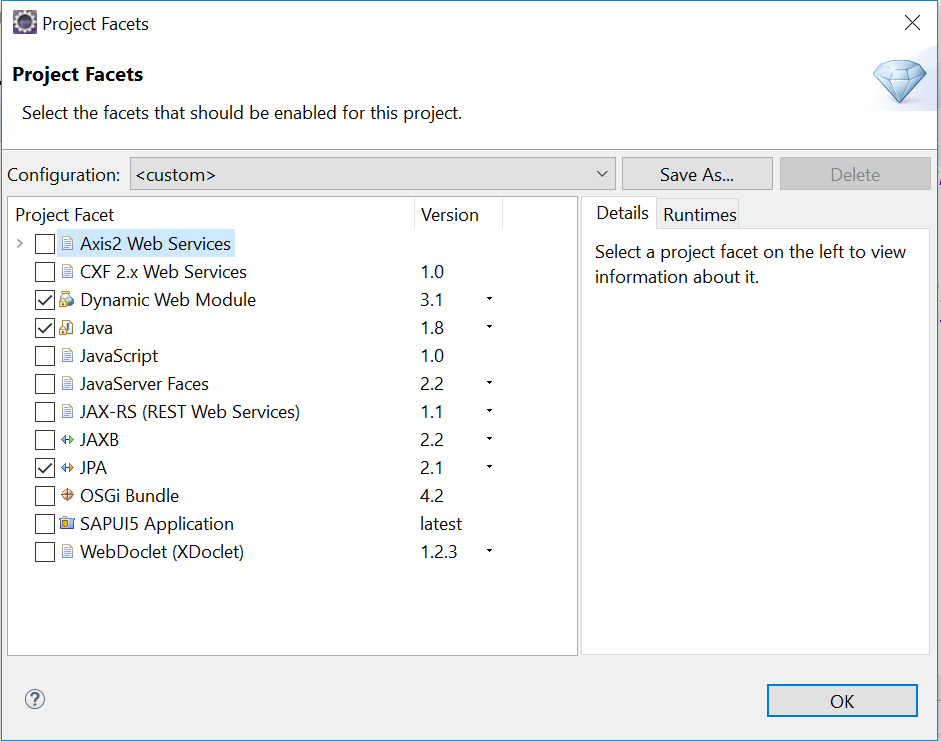 Project Facets
Project Facets
Select the facets that should be enabled for this project.
Configuration: <custom> Save As... Delete
Project Facet Version
Axis2 Web Services
CXF 2.x Web Services 1.0
Dynamic Web Module 3.1
Java 1.8
JavaScript 1.0
JavaServer Faces 2.2
JAX-RS (REST Web Services) 1.1
JAXB 2.2
JPA 2.1
OSGi Bundle 4.2
SAPUI5 Application latest
WebDoclet (XDoclet) 1.2.3
Details Runtimes
Select a project facet on the left to view
information about it.
?
OK